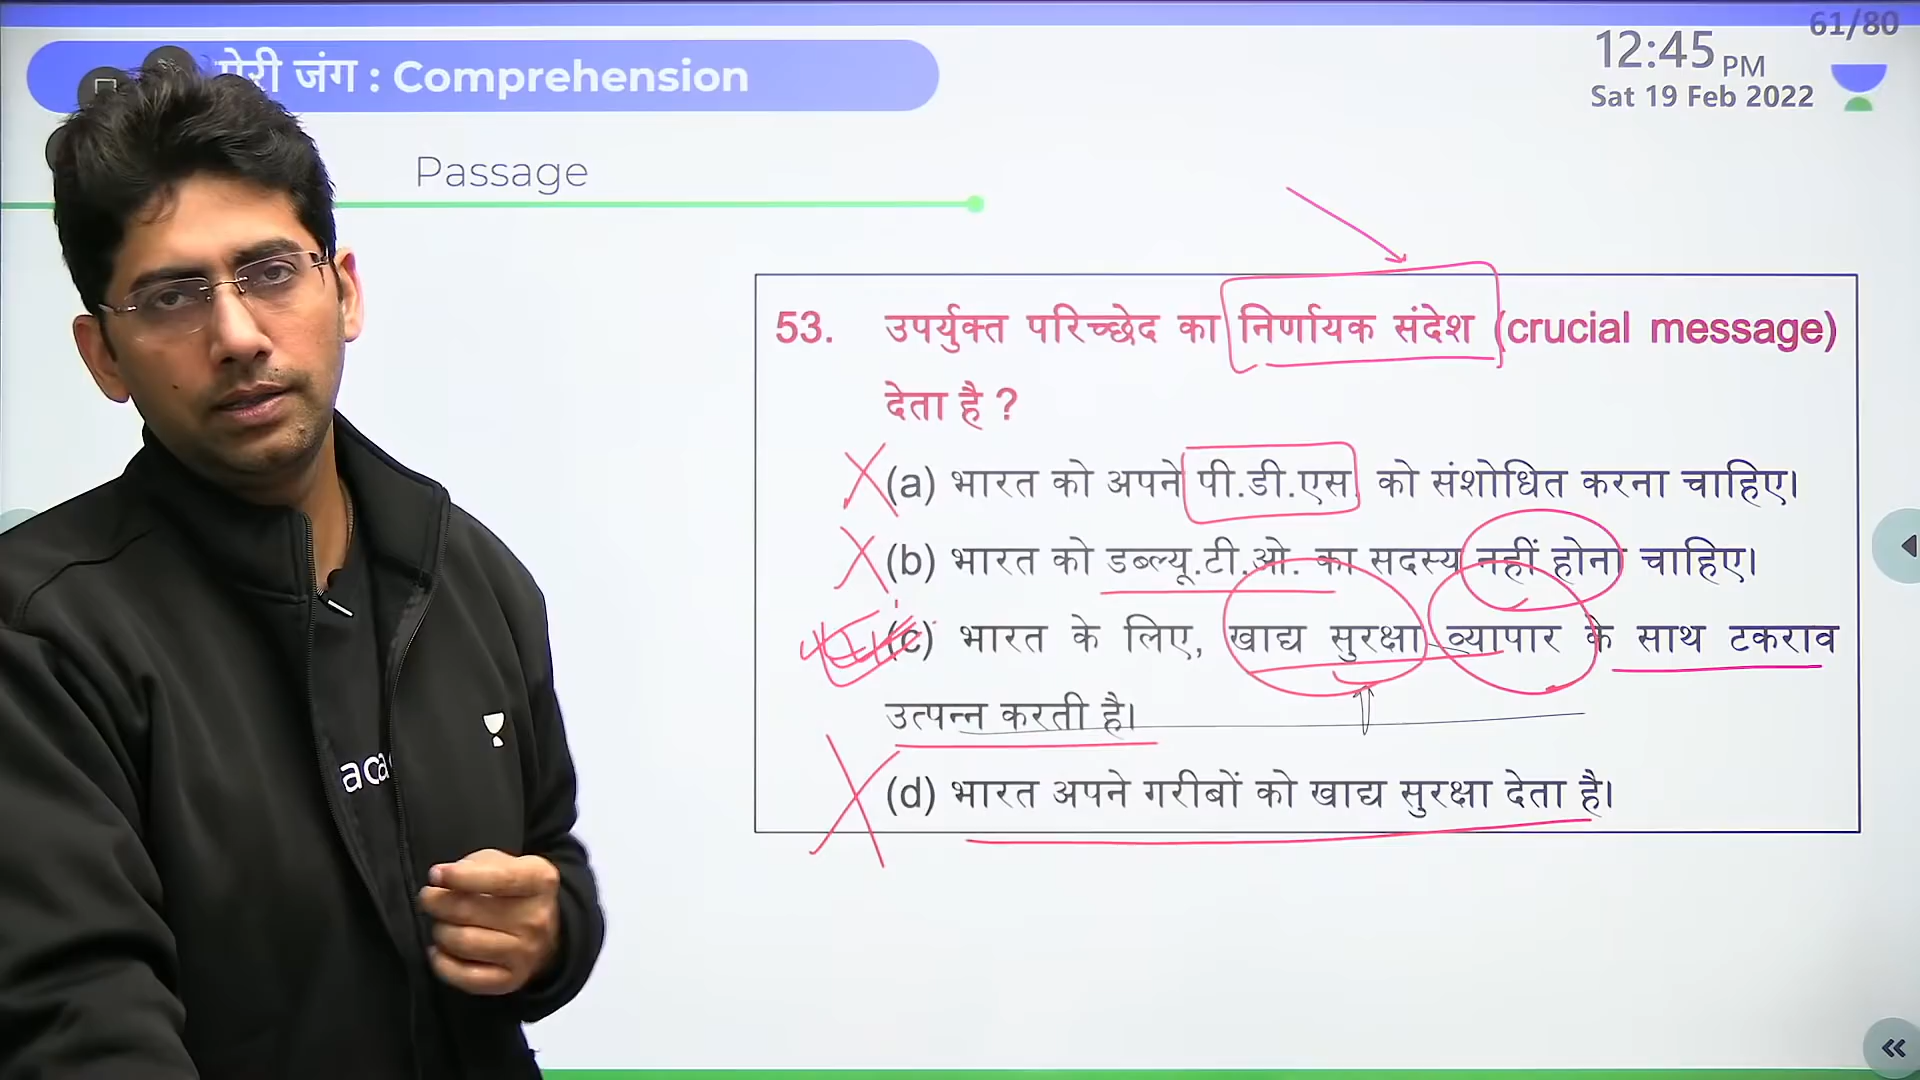 61/80
12:45 PM
Sat 19 Feb 2022
मेरी जंग : Comprehension
Passage
53. उपर्युक्त परिच्छेद का निर्णायक संदेश (crucial message)
देता है ?
(a) भारत को अपने पी.डी.एस. को संशोधित करना चाहिए।
(b) भारत को डब्ल्यू.टी.ओ. का सदस्य नहीं होना चाहिए।
(c) भारत के लिए, खाद्य सुरक्षा व्यापार के साथ टकराव
उत्पन्न करती है।
(d) भारत अपने गरीबों को खाद्य सुरक्षा देता है।